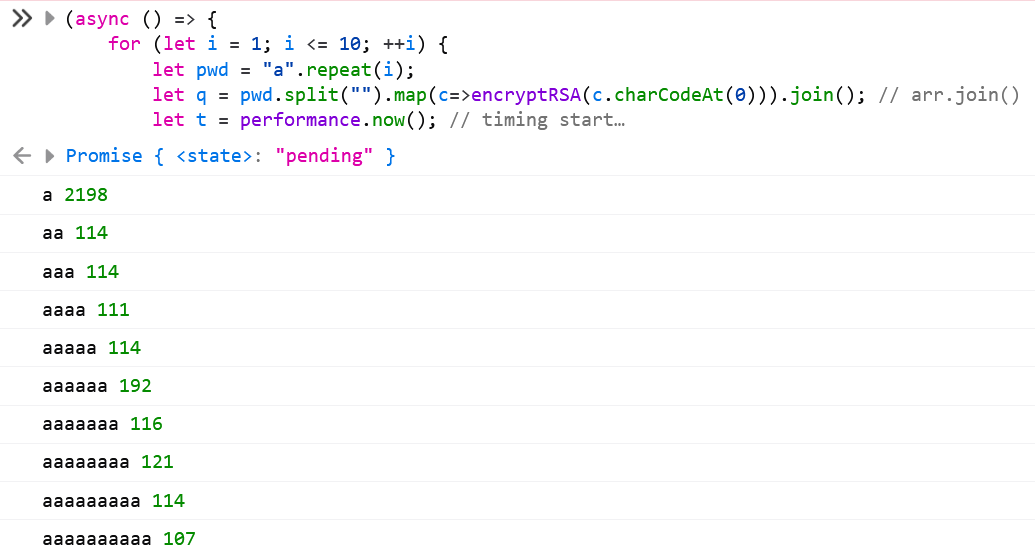 (async () => {
for (let i = 1; i <= 10; ++i) {
let pwd = "a".repeat(i);
let q = pwd.split("").map(c=>encryptRSA(c.charCodeAt(0))).join(); // arr.join()
let t = performance.now(); // timing start…
Promise { <state>: "pending" }
a 2198
aa 114
aaa 114
aaaa 111
aaaaa 114
aaaaaa 192
aaaaaaa 116
aaaaaaaa 121
aaaaaaaaa 114
aaaaaaaaaa 107